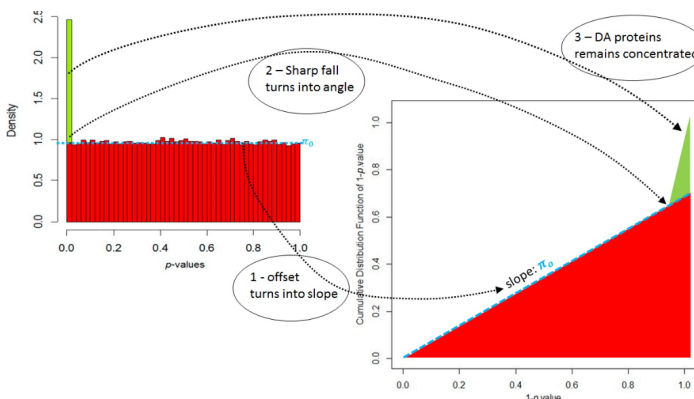 2.5
2.0
1.5
1.0
0.5
0.0
Density
π₀
0.0 0.2 0.4 0.6 0.8 1.0
p-values
2 – Sharp fall
turns into angle
3 – DA proteins
remains concentrated
1 - offset
turns into slope
Cumulative Distribution Function of 1-p value
1.0
0.8
0.6
0.4
0.2
0.0
slope: π₀
0.0 0.2 0.4 0.6 0.8 1.0
1-p value